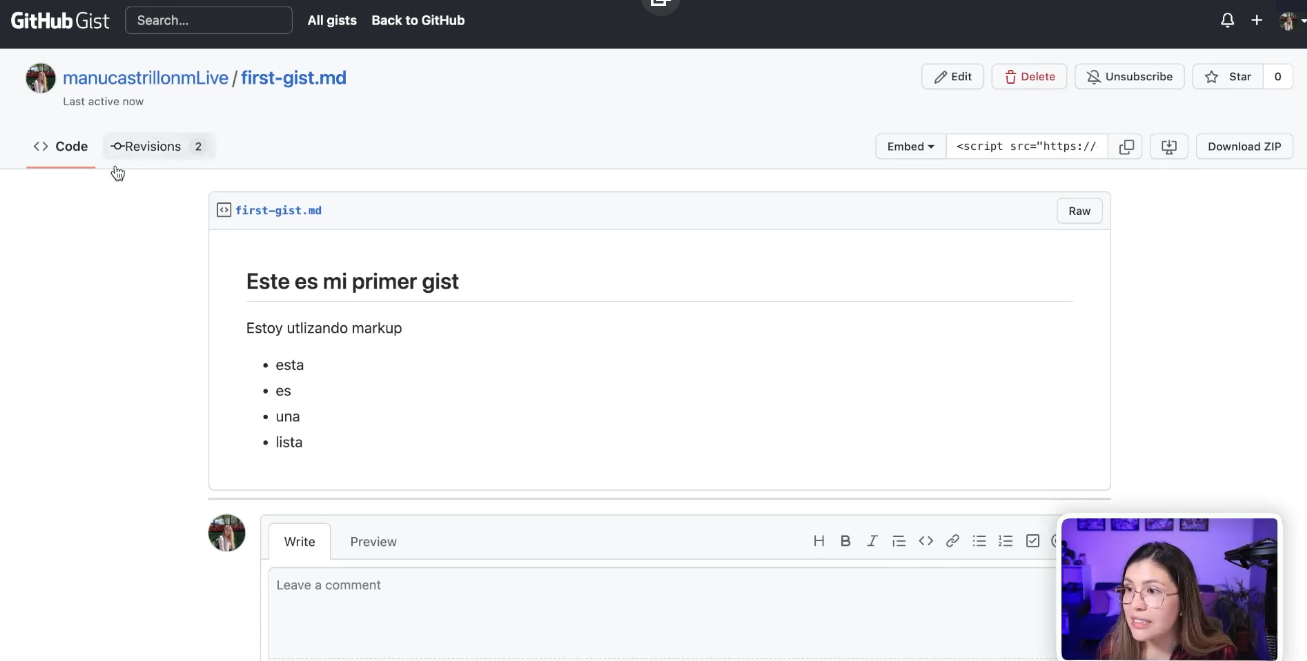 GitHub Gist Search... All gists Back to GitHub
manucastrillonmLive / first-gist.md Edit Delete Unsubscribe Star 0
Last active now
Code Revisions 2 Embed <script src="https:// Download ZIP
first-gist.md Raw
Este es mi primer gist
Estoy utlizando markup
esta
es
una
lista
Write Preview
Leave a comment